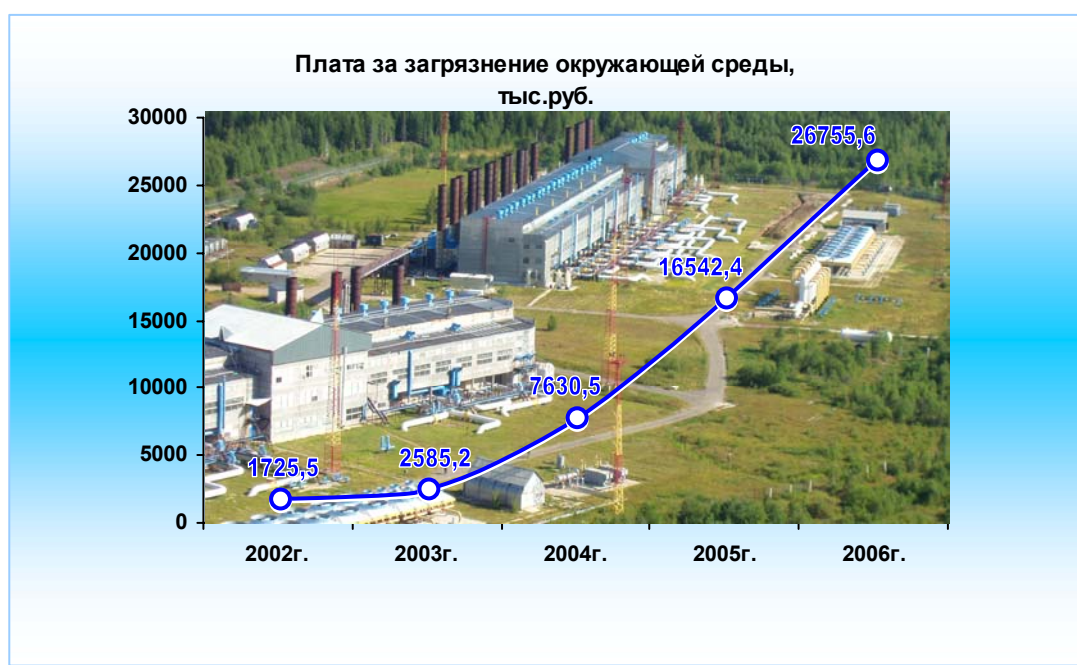 Плата за загрязнение окружающей среды,
тыс.руб.
30000
25000
20000
15000
10000
5000
0
1725,5
2585,2
7630,5
16542,4
26755,6
2002г.
2003г.
2004г.
2005г.
2006г.